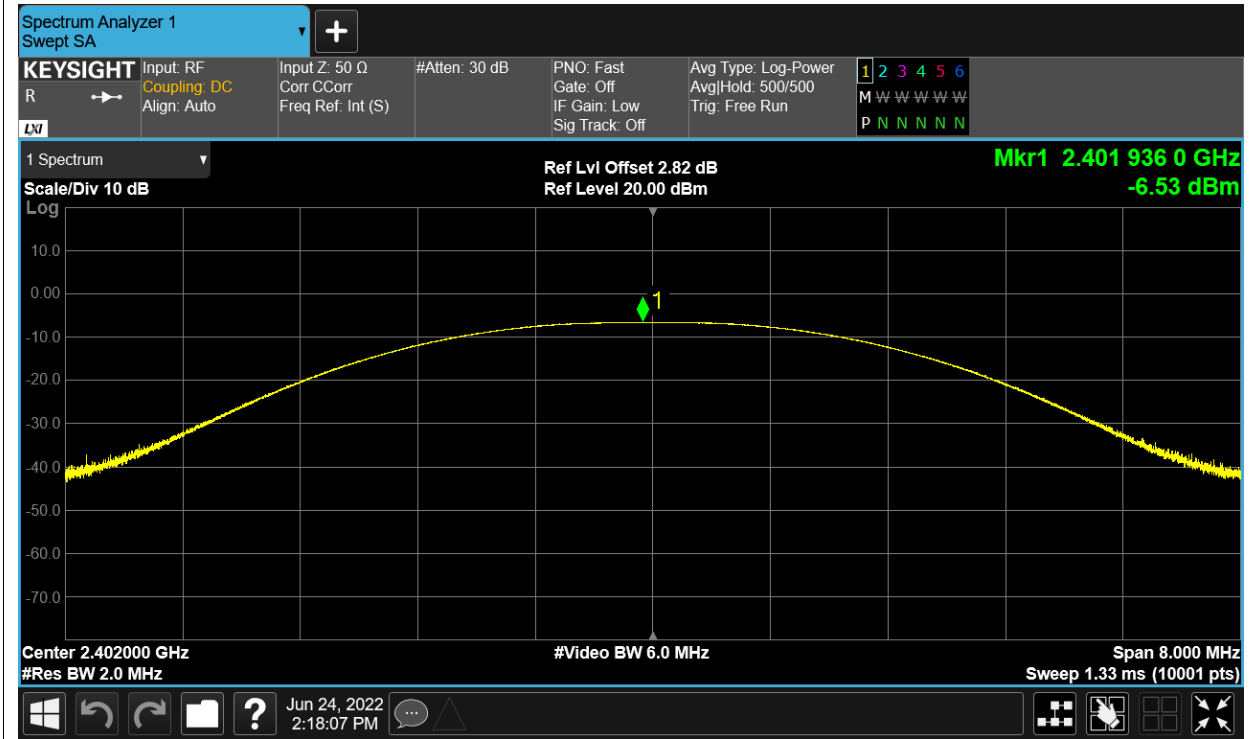 Spectrum Analyzer 1
Swept SA
+
KEYSIGHT
R
LXI
Input: RF
Coupling: DC
Align: Auto
Input Z: 50 Ω
Corr CCorr
Freq Ref: Int (S)
#Atten: 30 dB
PNO: Fast
Gate: Off
IF Gain: Low
Sig Track: Off
Avg Type: Log-Power
Avg|Hold: 500/500
Trig: Free Run
1 2 3 4 5 6
M W W W W W
P N N N N N
1 Spectrum
Scale/Div 10 dB
Log
Ref Lvl Offset 2.82 dB
Ref Level 20.00 dBm
Mkr1 2.401 936 0 GHz
-6.53 dBm
10.0
0.00
1
-10.0
-20.0
-30.0
-40.0
-50.0
-60.0
-70.0
Center 2.402000 GHz
#Video BW 6.0 MHz
Span 8.000 MHz
#Res BW 2.0 MHz
Sweep 1.33 ms (10001 pts)
?
Jun 24, 2022
2:18:07 PM